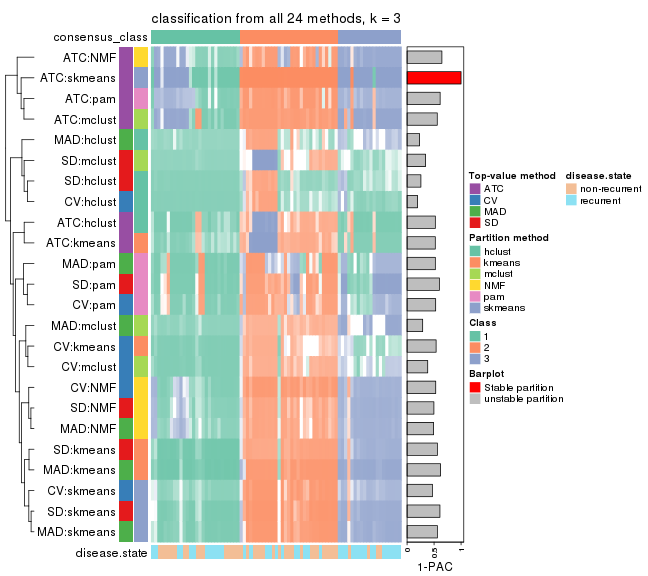 classification from all 24 methods, k = 3
consensus_class
ATC:NMF
ATC:skmeans
ATC:pam
ATC:mclust
MAD:hclust
SD:mclust
SD:hclust
CV:hclust
ATC:hclust
ATC:kmeans
MAD:pam
SD:pam
CV:pam
MAD:mclust
CV:kmeans
CV:mclust
CV:NMF
SD:NMF
MAD:NMF
SD:kmeans
MAD:kmeans
CV:skmeans
SD:skmeans
MAD:skmeans
disease.state
0 0.5 1
1-PAC
Top-value method
ATC
CV
MAD
SD
Partition method
hclust
kmeans
mclust
NMF
pam
skmeans
Class
1
2
3
Barplot
Stable partition
unstable partition
disease.state
non-recurrent
recurrent